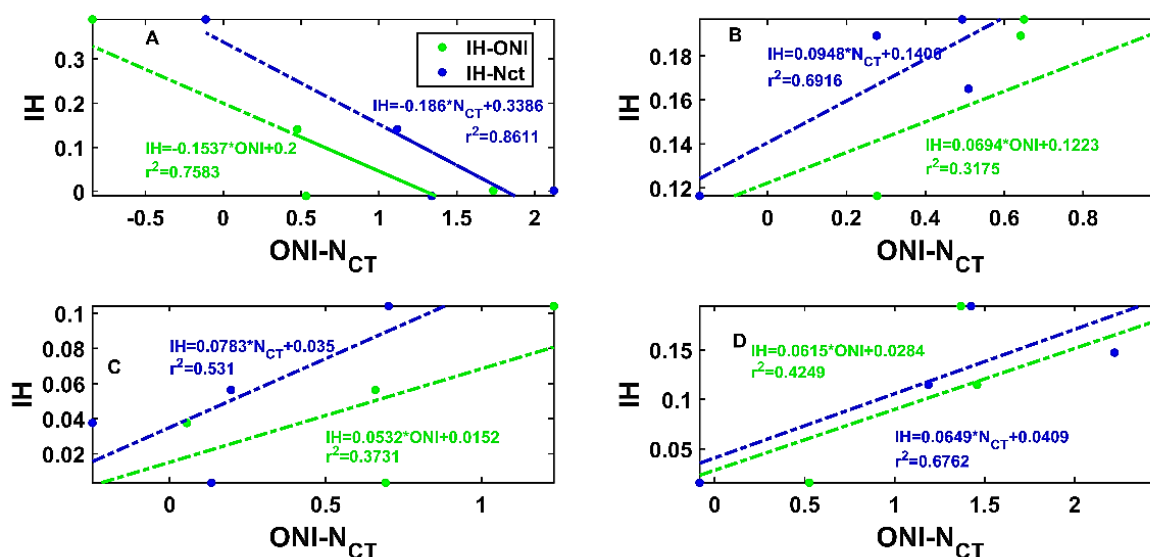 A
IH-ONI
IH-Nct
0.3
0.2
0.1
0
IH
IH=-0.186*N_CT+0.3386
r²=0.8611
IH=-0.1537*ONI+0.2
r²=0.7583
-0.5 0 0.5 1 1.5 2
ONI-N_CT
B
0.18
0.16
0.14
0.12
IH
IH=0.0948*N_CT+0.1406
r²=0.6916
IH=0.0694*ONI+0.1223
r²=0.3175
0 0.2 0.4 0.6 0.8
ONI-N_CT
C
0.1
0.08
0.06
0.04
0.02
IH
IH=0.0783*N_CT+0.035
r²=0.531
IH=0.0532*ONI+0.0152
r²=0.3731
0 0.5 1
ONI-N_CT
D
0.15
0.1
0.05
IH
IH=0.0615*ONI+0.0284
r²=0.4249
IH=0.0649*N_CT+0.0409
r²=0.6762
0 0.5 1 1.5 2
ONI-N_CT